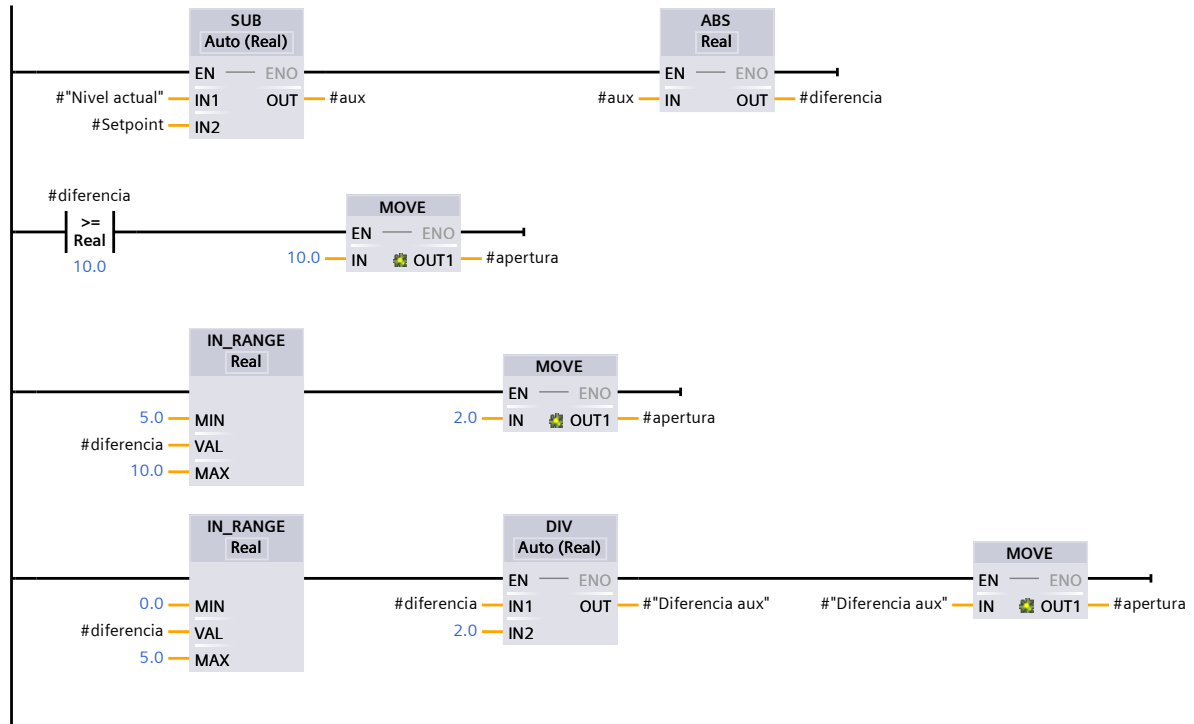 SUB
Auto (Real)
ABS
Real
EN ENO
EN ENO
#"Nivel actual" IN1 OUT #aux
#aux IN OUT #diferencia
#Setpoint IN2
#diferencia
>=
Real
10.0
MOVE
EN ENO
10.0 IN OUT1 #apertura
IN_RANGE
Real
MOVE
EN ENO
5.0 MIN
2.0 IN OUT1 #apertura
#diferencia VAL
10.0 MAX
IN_RANGE
Real
DIV
Auto (Real)
MOVE
EN ENO
EN ENO
0.0 MIN
#diferencia IN1 OUT #"Diferencia aux"
#"Diferencia aux" IN OUT1 #apertura
#diferencia VAL
2.0 IN2
5.0 MAX